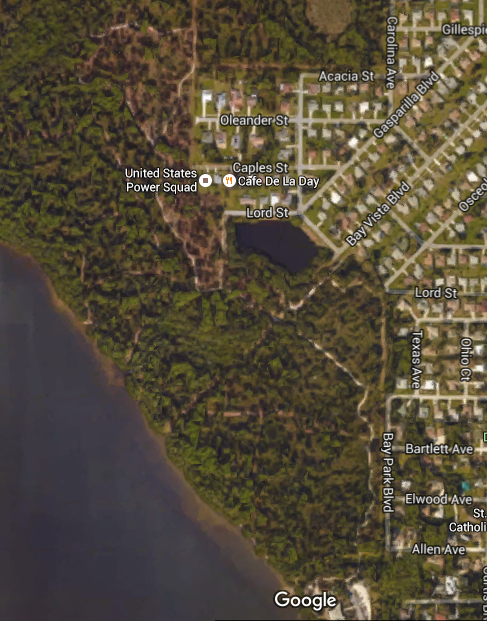 Carolina Ave
Gillespi
Acacia St
Gasparilla Blvd
Oleander St
Caples St
United States
Power Squad
Cafe De La Day
Osceol
Lord St
Bay Vista Blvd
Lord St
Texas Ave
Ohio Ct
Bay Park Blvd
Bartlett Ave
Elwood Ave
St.
Catholi
Allen Ave
Google